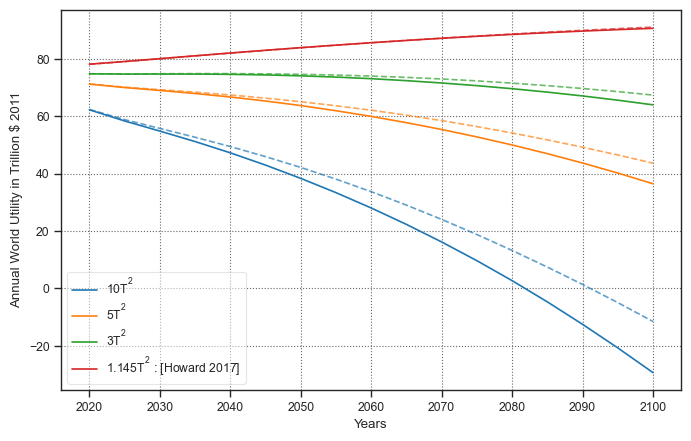 Annual World Utility in Trillion $ 2011
80
60
40
20
0
−20
10T²
5T²
3T²
1.145T² : [Howard 2017]
2020 2030 2040 2050 2060 2070 2080 2090 2100
Years